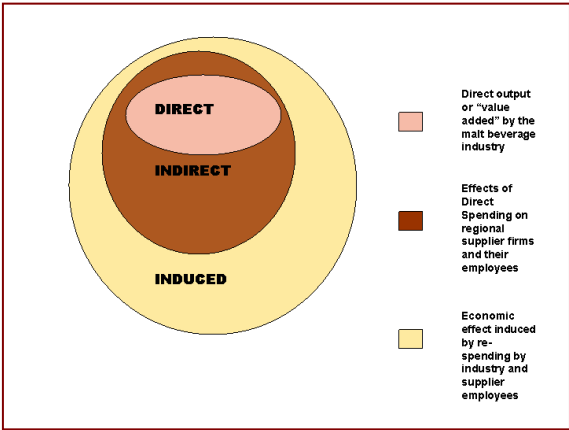 DIRECT
INDIRECT
INDUCED
Direct output
or "value
added" by the
malt beverage
industry
Effects of
Direct
Spending on
regional
supplier firms
and their
employees
Economic
effect induced
by re-
spending by
industry and
supplier
employees